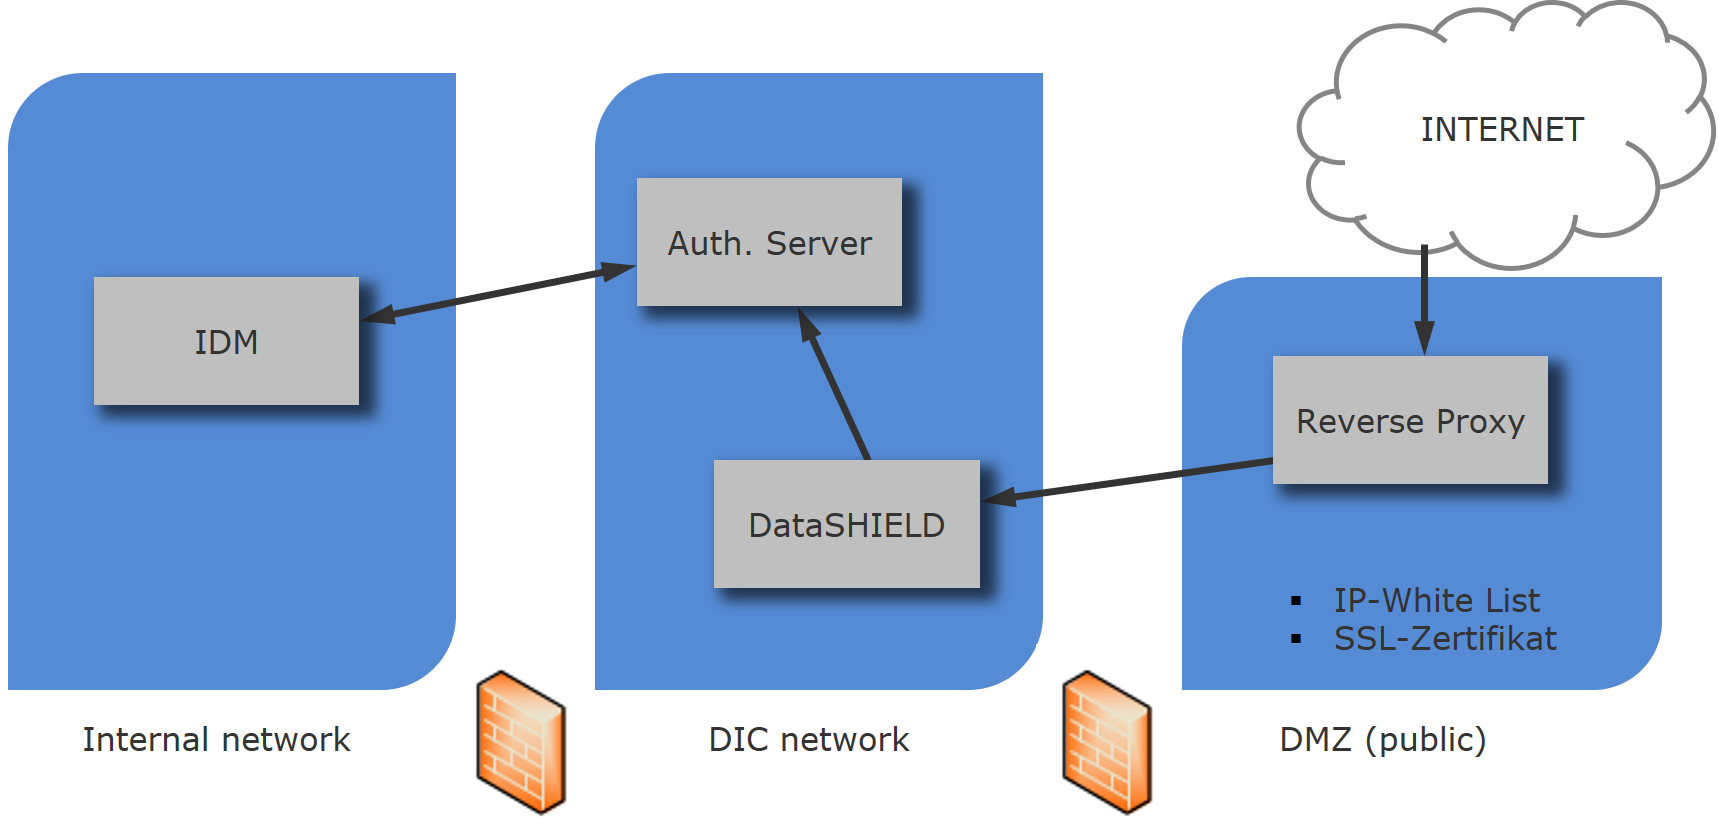 INTERNET
Auth. Server
IDM
Reverse Proxy
DataSHIELD
▪ IP-White List
▪ SSL-Zertifikat
Internal network
DIC network
DMZ (public)